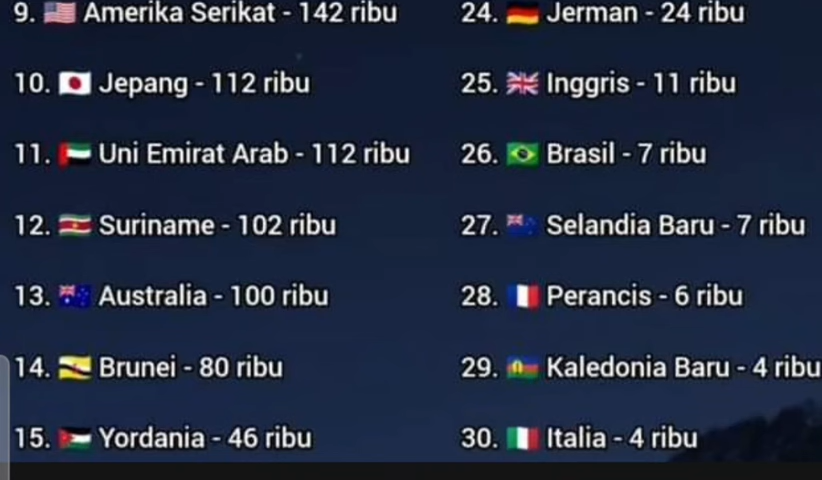 9. 🇺🇸 Amerika Serikat - 142 ribu
10. 🇯🇵 Jepang - 112 ribu
11. 🇦🇪 Uni Emirat Arab - 112 ribu
12. 🇸🇷 Suriname - 102 ribu
13. 🇦🇺 Australia - 100 ribu
14. 🇧🇳 Brunei - 80 ribu
15. 🇯🇴 Yordania - 46 ribu
24. 🇩🇪 Jerman - 24 ribu
25. 🇬🇧 Inggris - 11 ribu
26. 🇧🇷 Brasil - 7 ribu
27. 🇳🇿 Selandia Baru - 7 ribu
28. 🇫🇷 Perancis - 6 ribu
29. 🇳🇨 Kaledonia Baru - 4 ribu
30. 🇮🇹 Italia - 4 ribu